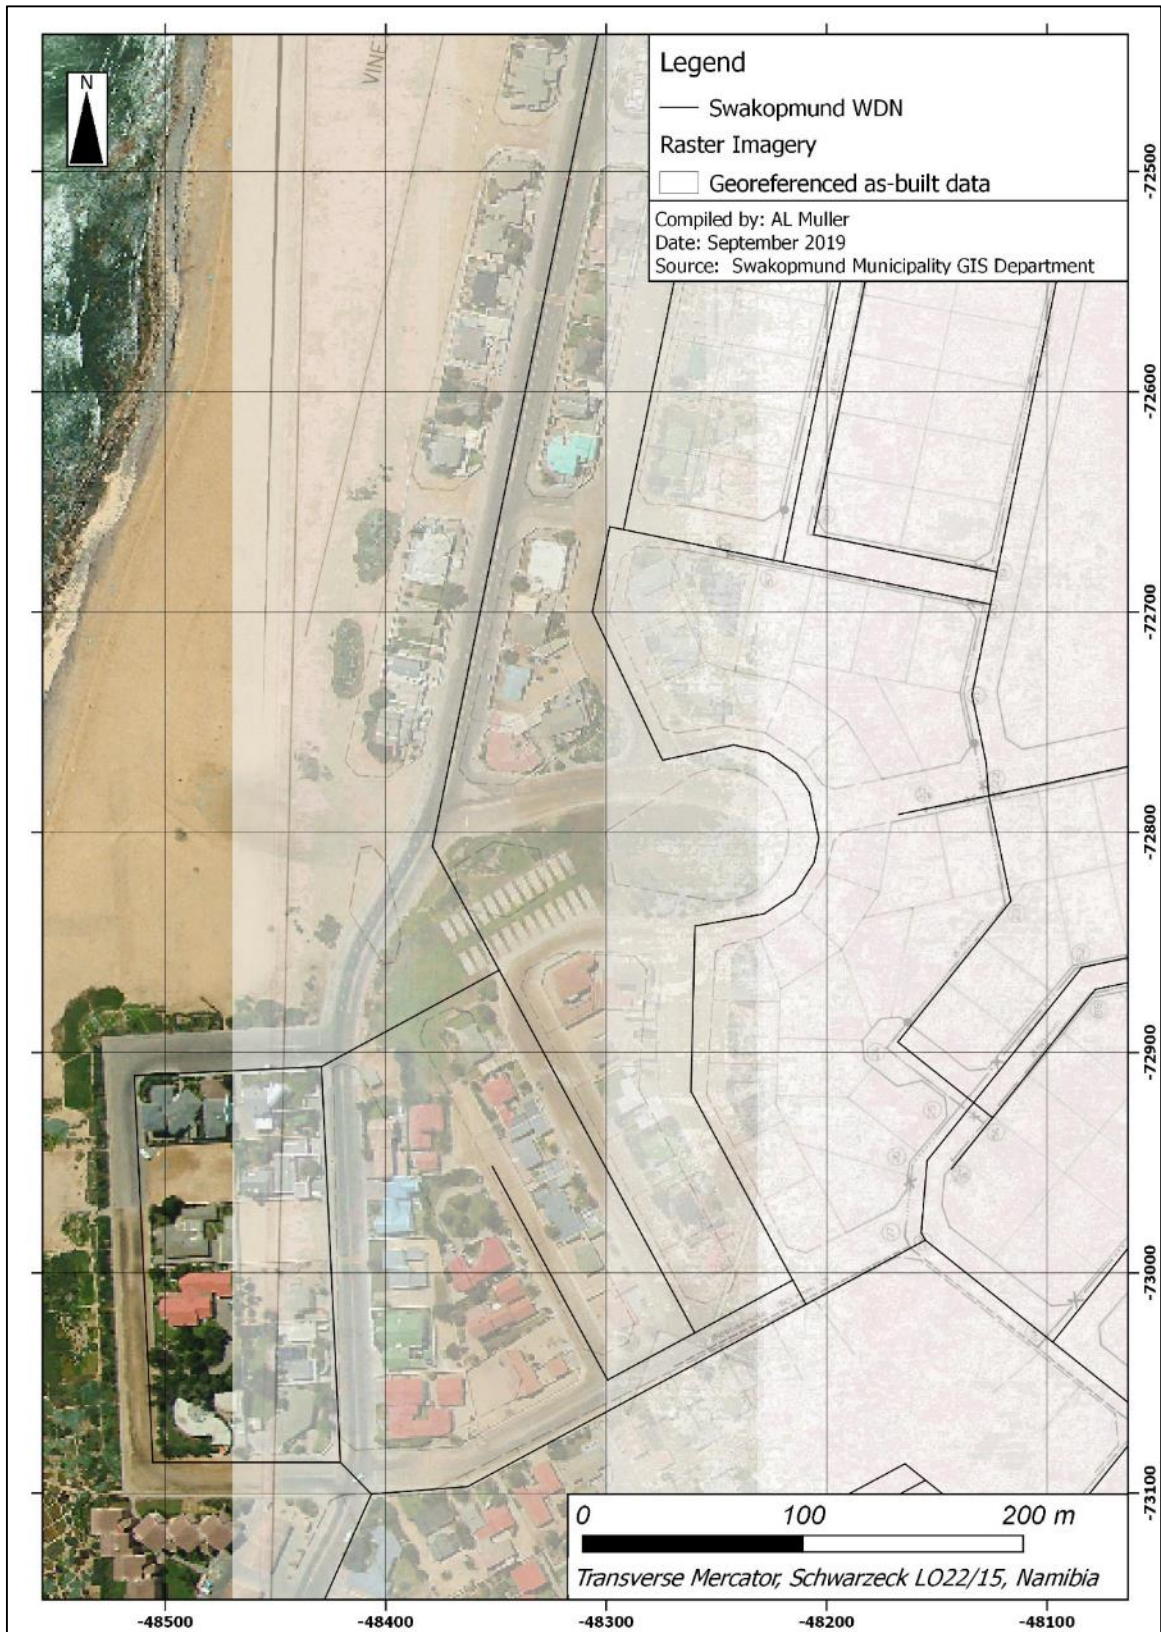 N
VINE
Legend
Swakopmund WDN
Raster Imagery
Georeferenced as-built data
Compiled by: AL Muller
Date: September 2019
Source: Swakopmund Municipality GIS Department
-72500
-72600
-72700
-72800
-72900
-73000
-73100
0 100 200 m
Transverse Mercator, Schwarzeck LO22/15, Namibia
-48500 -48400 -48300 -48200 -48100